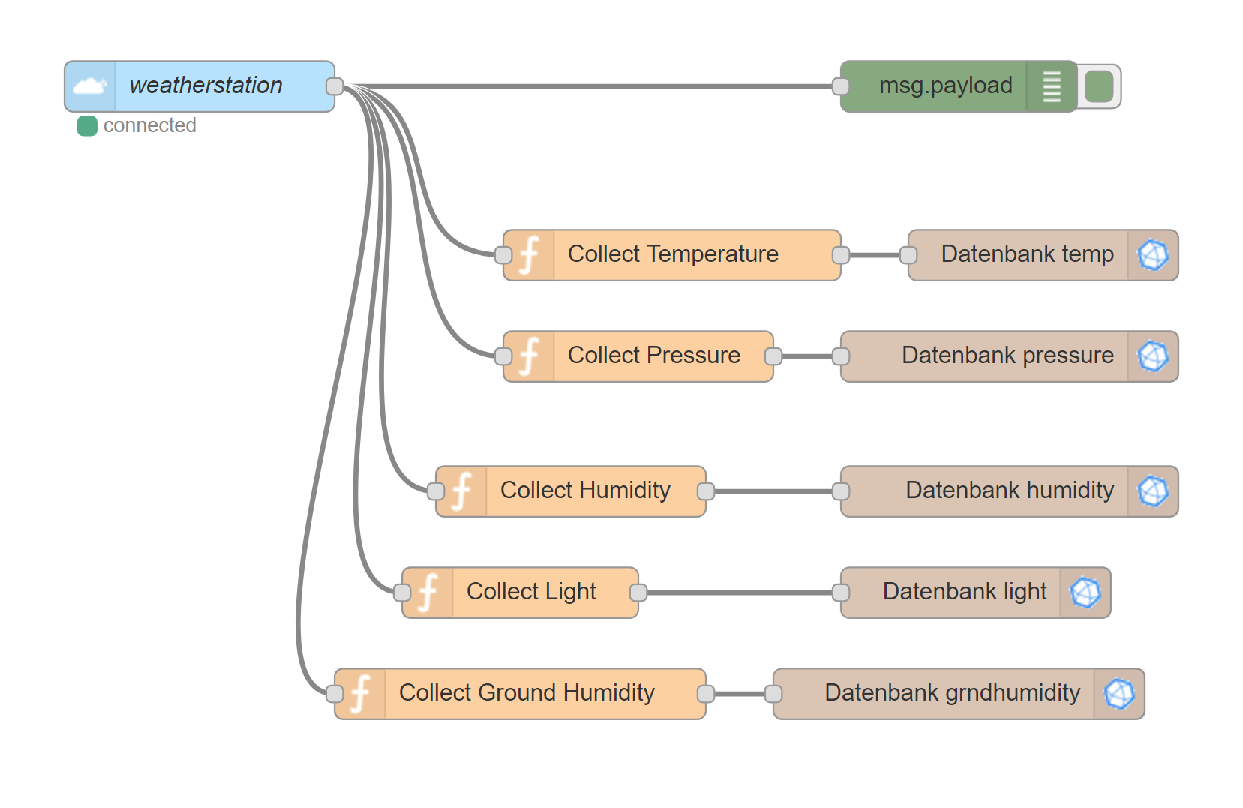 weatherstation
msg.payload
connected
Collect Temperature
Datenbank temp
Collect Pressure
Datenbank pressure
Collect Humidity
Datenbank humidity
Collect Light
Datenbank light
Collect Ground Humidity
Datenbank grndhumidity